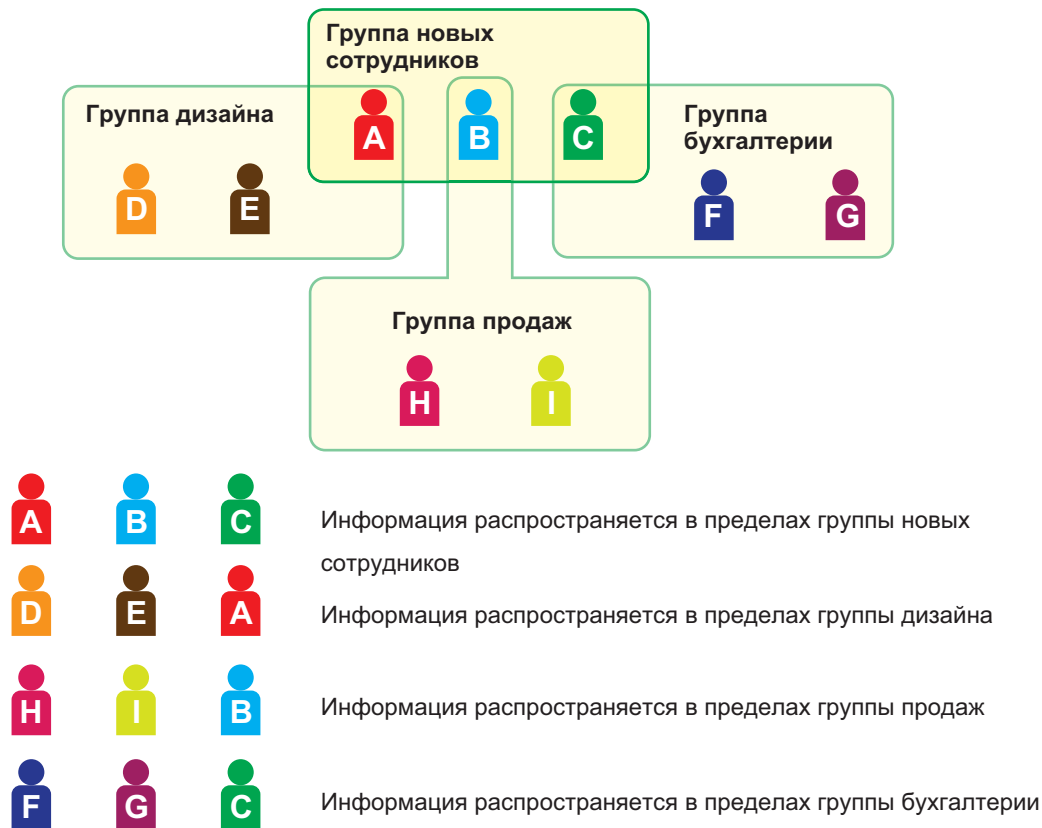 Группа новых
сотрудников
Группа дизайна
A
B
C
Группа
бухгалтерии
D
E
F
G
Группа продаж
H
I
A B C Информация распространяется в пределах группы новых
сотрудников
D E A Информация распространяется в пределах группы дизайна
H I B Информация распространяется в пределах группы продаж
F G C Информация распространяется в пределах группы бухгалтерии